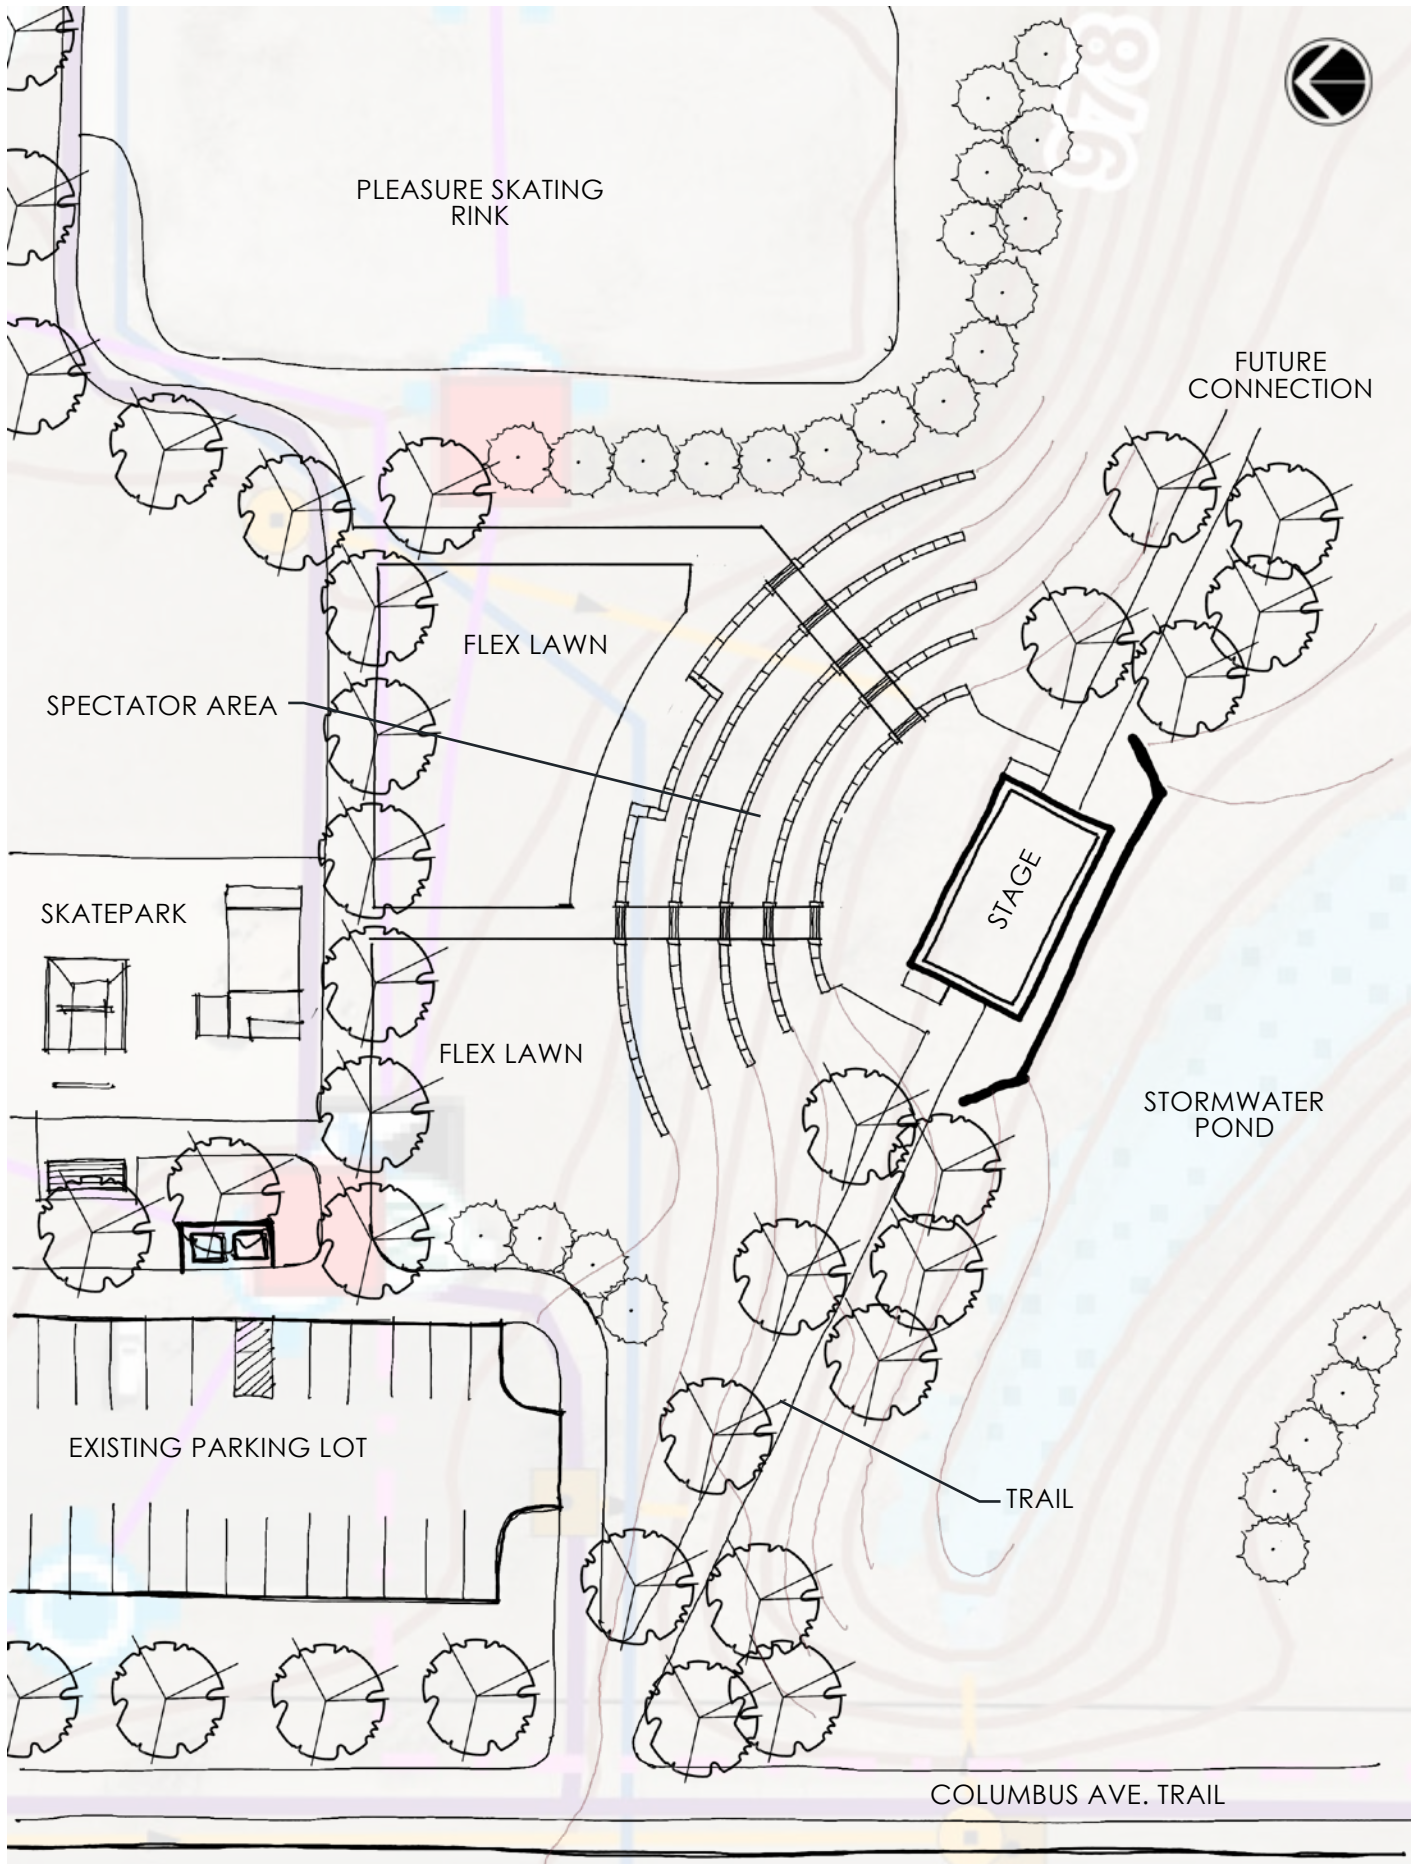 PLEASURE SKATING
RINK
978
FUTURE
CONNECTION
FLEX LAWN
SPECTATOR AREA
STAGE
SKATEPARK
FLEX LAWN
STORMWATER
POND
EXISTING PARKING LOT
TRAIL
COLUMBUS AVE. TRAIL